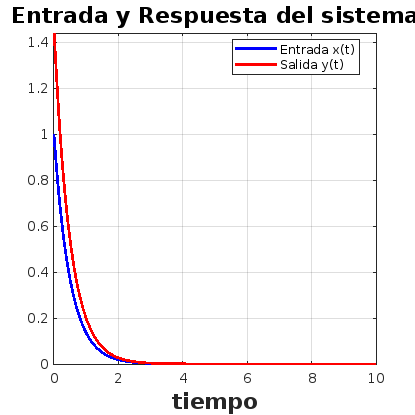 Entrada y Respuesta del sistema
1.4
1.2
1
0.8
0.6
0.4
0.2
0
Entrada x(t)
Salida y(t)
0 2 4 6 8 10
tiempo